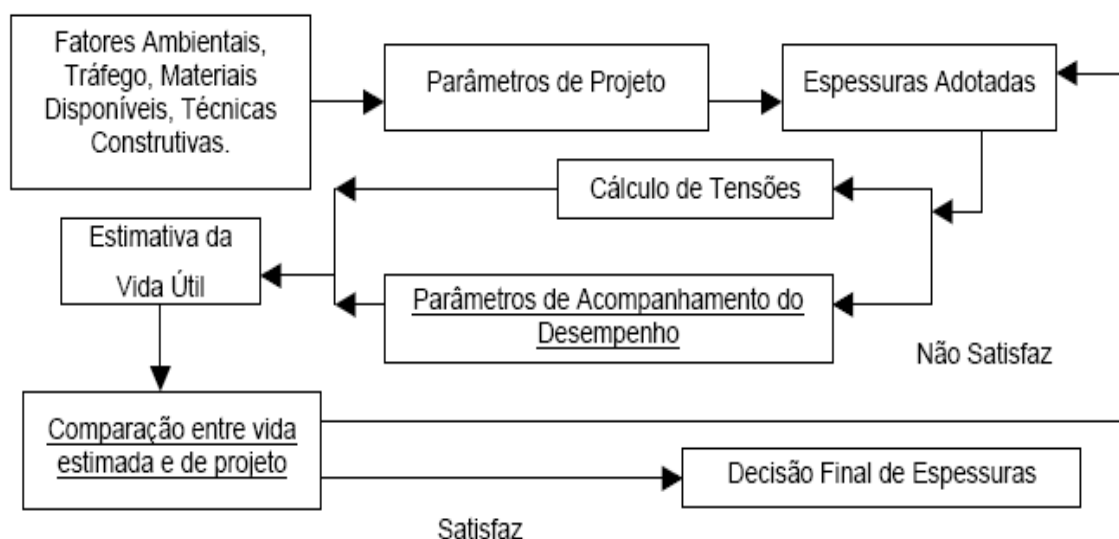 Fatores Ambientais,
Tráfego, Materiais
Disponíveis, Técnicas
Construtivas.
Parâmetros de Projeto
Espessuras Adotadas
Cálculo de Tensões
Estimativa da
Vida Útil
Parâmetros de Acompanhamento do
Desempenho
Não Satisfaz
Comparação entre vida
estimada e de projeto
Decisão Final de Espessuras
Satisfaz